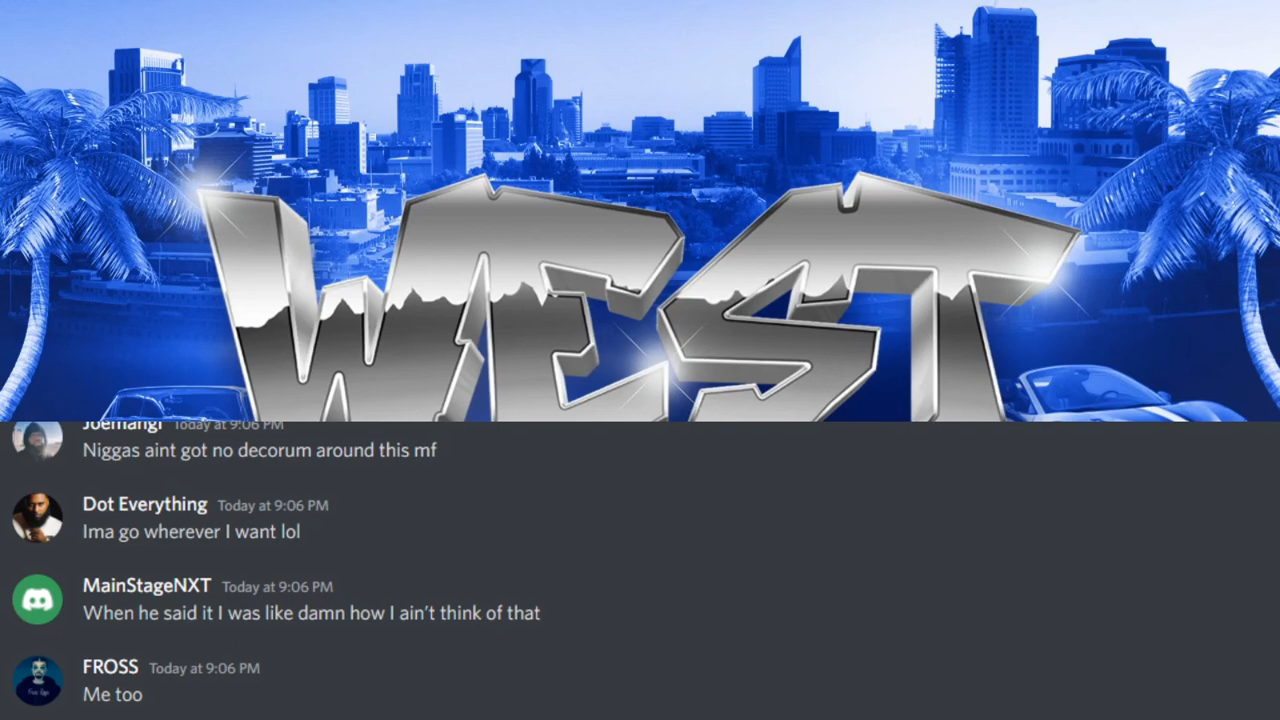 WEST
Joemangi Today at 9:06 PM
Niggas aint got no decorum around this mf
Dot Everything Today at 9:06 PM
Ima go wherever I want lol
MainStageNXT Today at 9:06 PM
When he said it I was like damn how I ain't think of that
FROSS Today at 9:06 PM
Me too